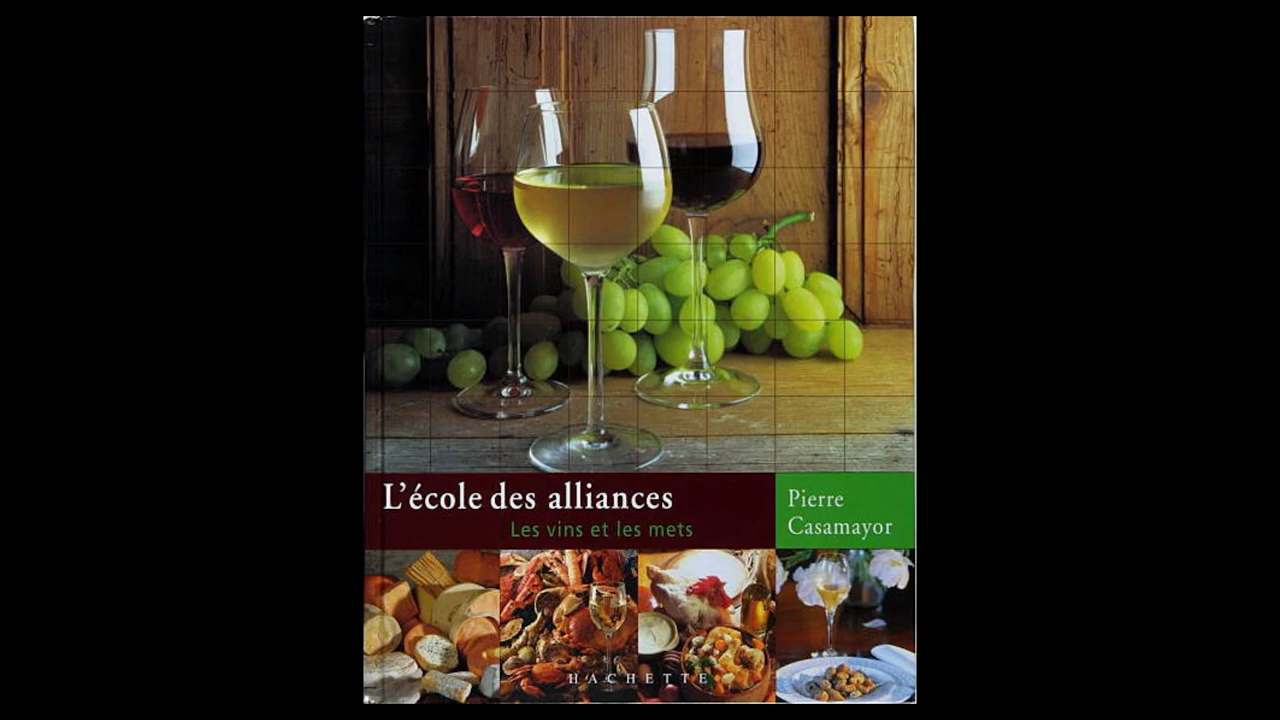 L'école des alliances
Les vins et les mets
Pierre
Casamayor
HACHETTE